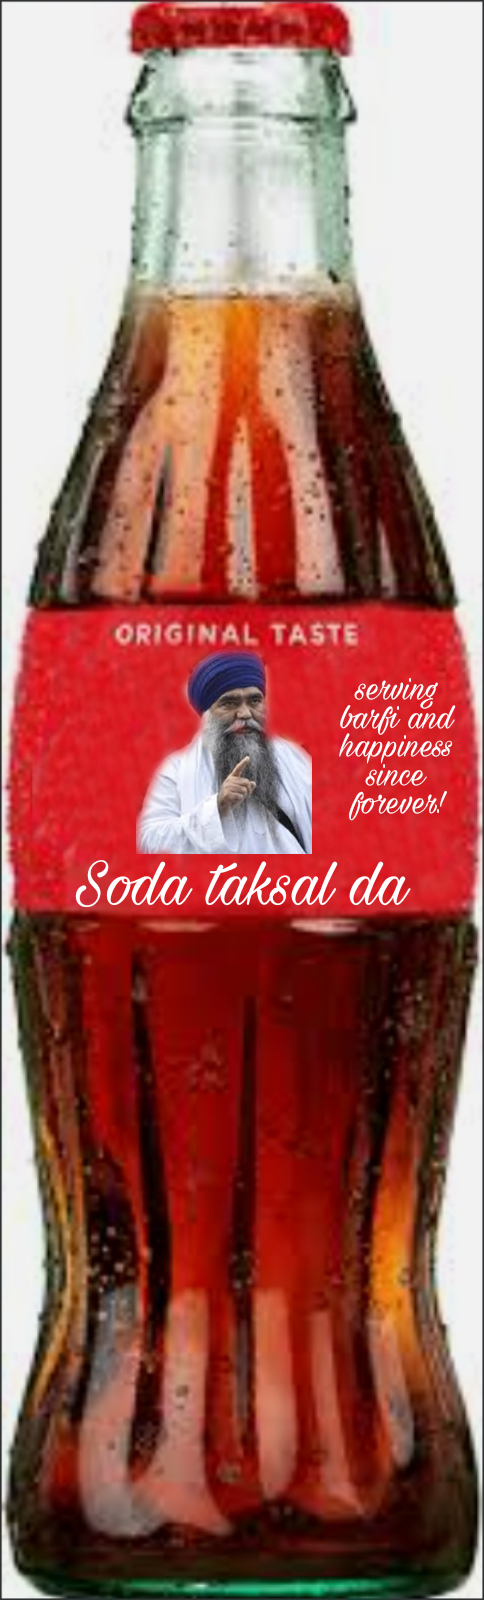 ORIGINAL TASTE
serving
barfi and
happiness
since
forever!
Soda taksal da